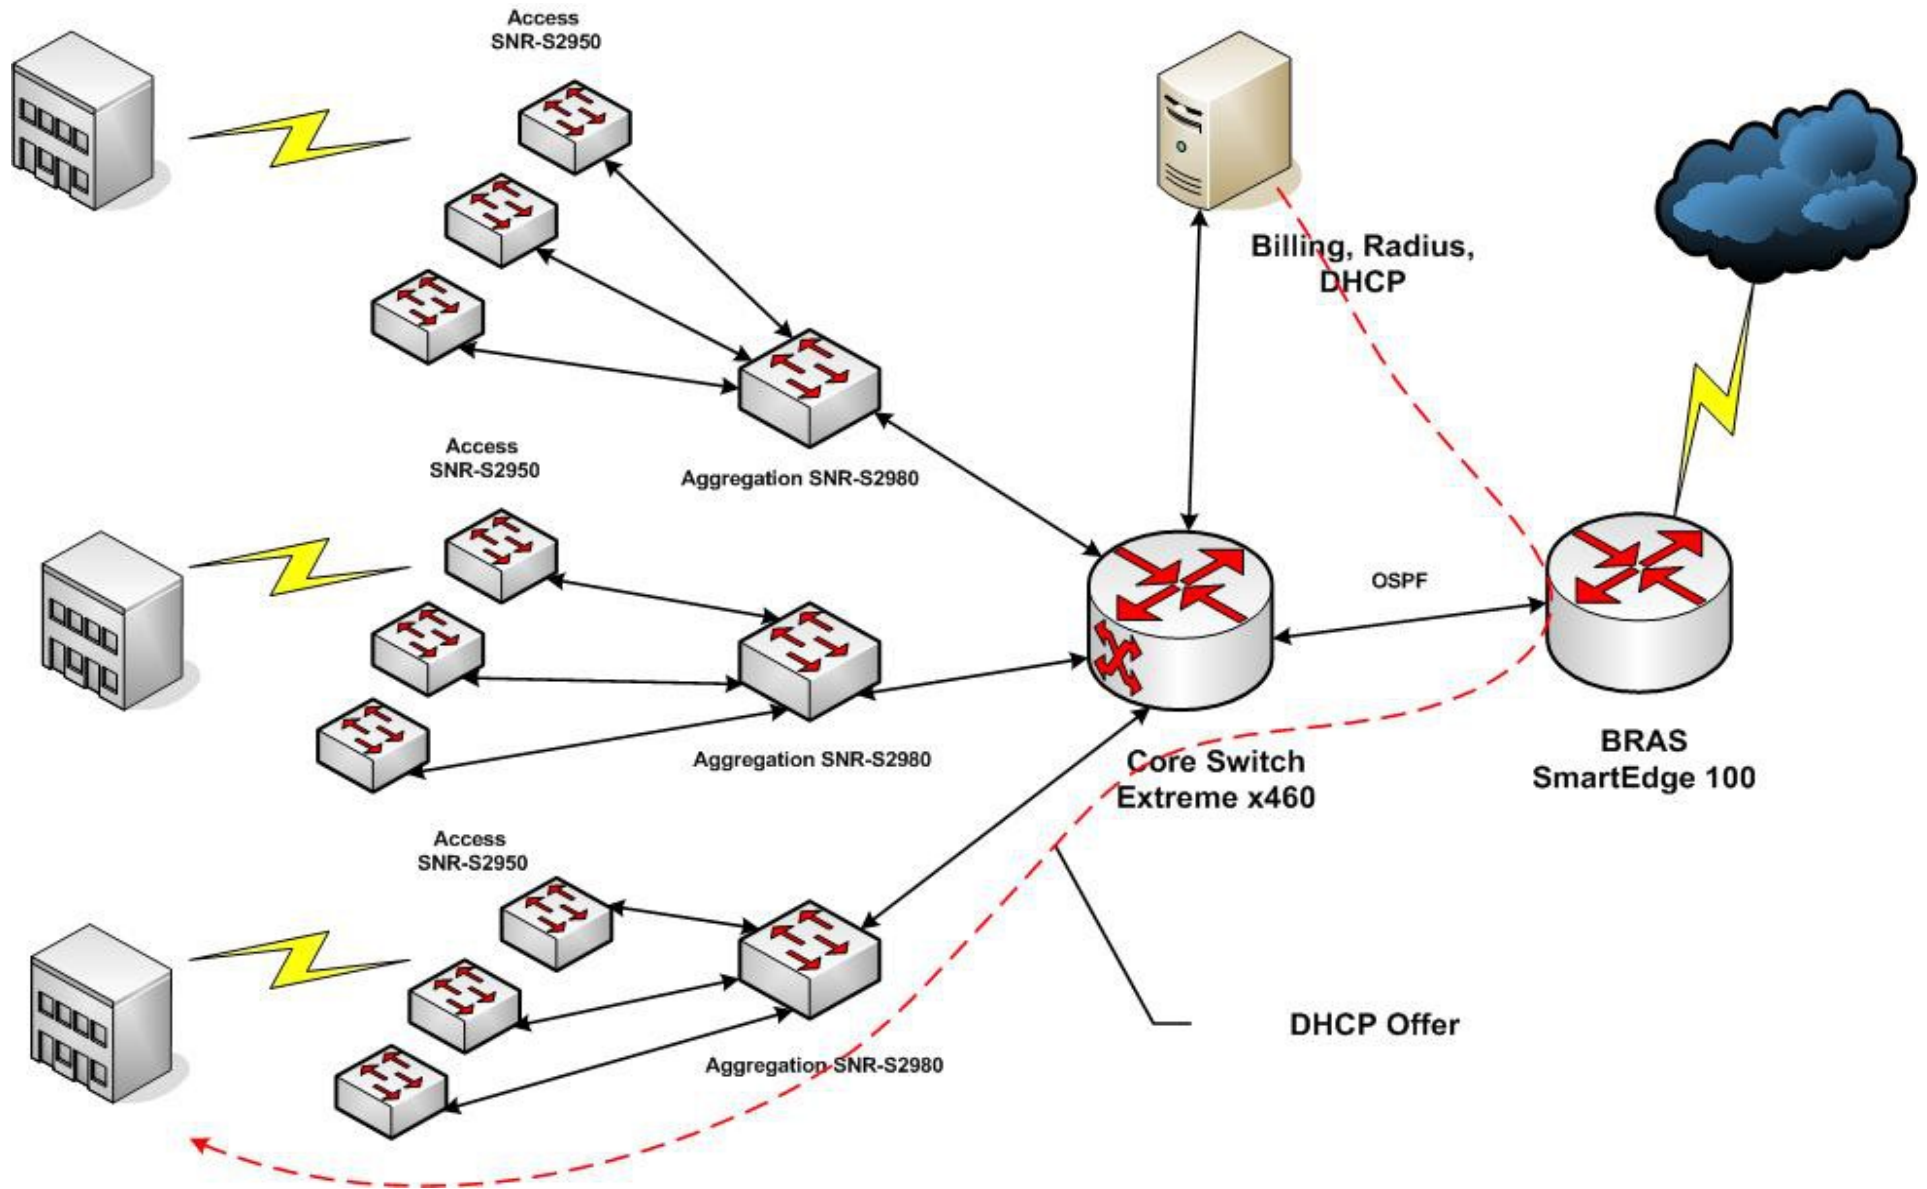 Access
SNR-S2950
Billing, Radius,
DHCP
Access
SNR-S2950
Aggregation SNR-S2980
OSPF
Aggregation SNR-S2980
Core Switch
Extreme x460
BRAS
SmartEdge 100
Access
SNR-S2950
DHCP Offer
Aggregation SNR-S2980